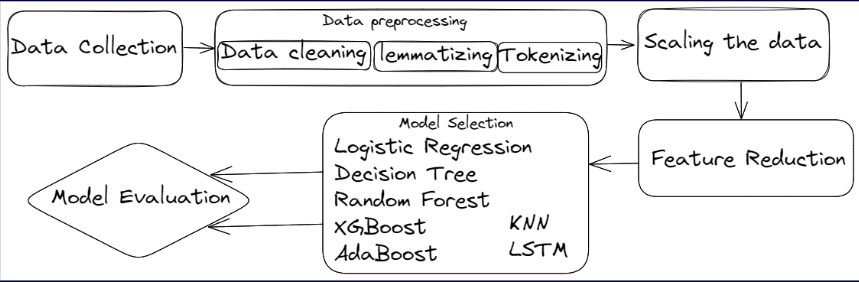 Data Collection
Data preprocessing
Data cleaning
lemmatizing
Tokenizing
Scaling the data
Feature Reduction
Model Selection
Logistic Regression
Decision Tree
Random Forest
XGBoost
KNN
AdaBoost
LSTM
Model Evaluation